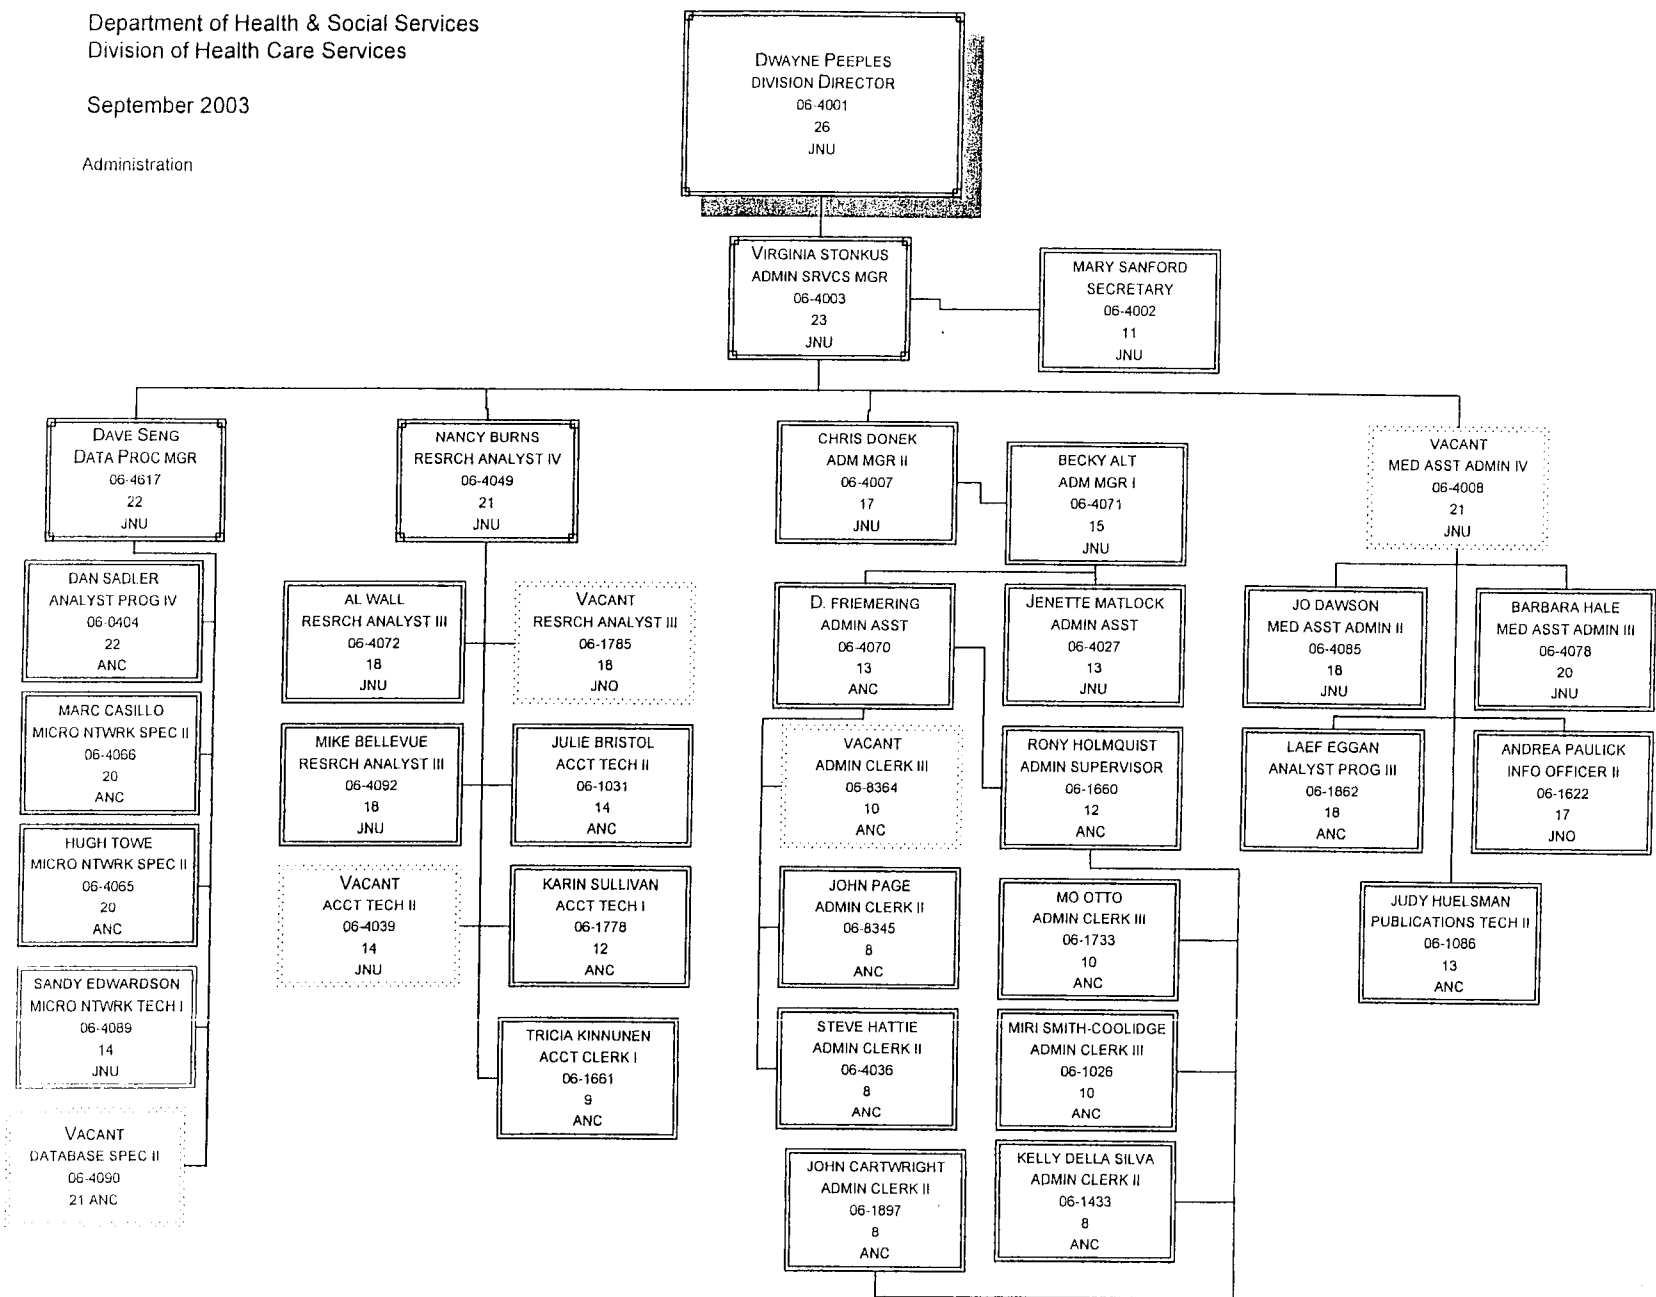 Department of Health & Social Services
Division of Health Care Services
September 2003
Administration
DWAYNE PEEPLES
DIVISION DIRECTOR
06-4001
26
JNU
VIRGINIA STONKUS
ADMIN SRVCS MGR
06-4003
23
JNU
MARY SANFORD
SECRETARY
06-4002
11
JNU
DAVE SENG
DATA PROC MGR
06-4617
22
JNU
DAN SADLER
ANALYST PROG IV
06-0404
22
ANC
MARC CASILLO
MICRO NTWRK SPEC II
06-4066
20
ANC
HUGH TOWE
MICRO NTWRK SPEC II
06-4065
20
ANC
SANDY EDWARDSON
MICRO NTWRK TECH I
06-4089
14
JNU
VACANT
DATABASE SPEC II
06-4090
21 ANC
NANCY BURNS
RESRCH ANALYST IV
06-4049
21
JNU
AL WALL
RESRCH ANALYST III
06-4072
18
JNU
VACANT
RESRCH ANALYST III
06-1785
18
JNO
MIKE BELLEVUE
RESRCH ANALYST III
06-4092
18
JNU
JULIE BRISTOL
ACCT TECH II
06-1031
14
ANC
VACANT
ACCT TECH II
06-4039
14
JNU
KARIN SULLIVAN
ACCT TECH I
06-1778
12
ANC
TRICIA KINNUNEN
ACCT CLERK I
06-1661
9
ANC
CHRIS DONEK
ADM MGR II
06-4007
17
JNU
BECKY ALT
ADM MGR I
06-4071
15
JNU
D. FRIEMERING
ADMIN ASST
06-4070
13
ANC
JENETTE MATLOCK
ADMIN ASST
06-4027
13
JNU
VACANT
ADMIN CLERK III
06-8364
10
ANC
RONY HOLMQUIST
ADMIN SUPERVISOR
06-1660
12
ANC
JOHN PAGE
ADMIN CLERK II
06-8345
8
ANC
MO OTTO
ADMIN CLERK III
06-1733
10
ANC
STEVE HATTIE
ADMIN CLERK II
06-4036
8
ANC
MIRI SMITH-COOLIDGE
ADMIN CLERK III
06-1026
10
ANC
JOHN CARTWRIGHT
ADMIN CLERK II
06-1897
8
ANC
KELLY DELLA SILVA
ADMIN CLERK II
06-1433
8
ANC
VACANT
MED ASST ADMIN IV
06-4008
21
JNU
JO DAWSON
MED ASST ADMIN II
06-4085
18
JNU
BARBARA HALE
MED ASST ADMIN III
06-4078
20
JNU
LAEF EGGAN
ANALYST PROG III
06-1862
18
ANC
ANDREA PAULICK
INFO OFFICER II
06-1622
17
JNO
JUDY HUELSMAN
PUBLICATIONS TECH II
06-1086
13
ANC